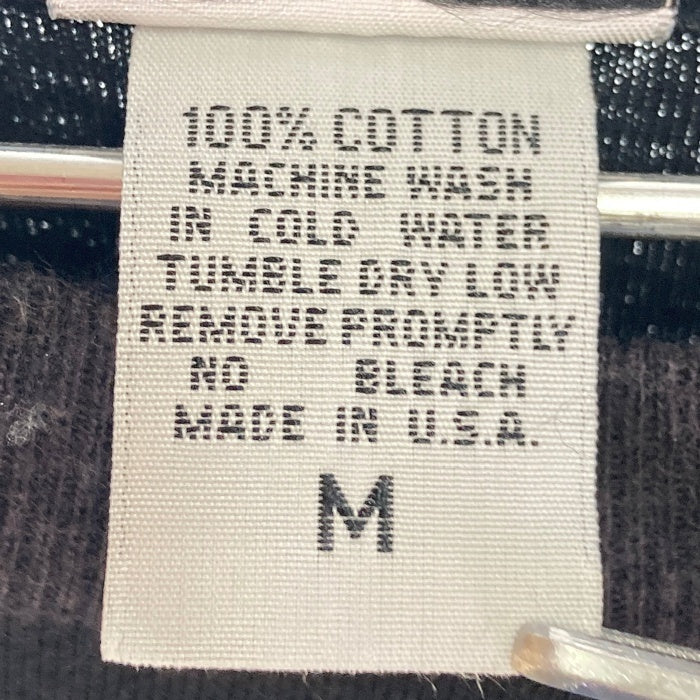 100% COTTON
MACHINE WASH
IN COLD WATER
TUMBLE DRY LOW
REMOVE PROMPTLY
NO BLEACH
MADE IN U.S.A.
M